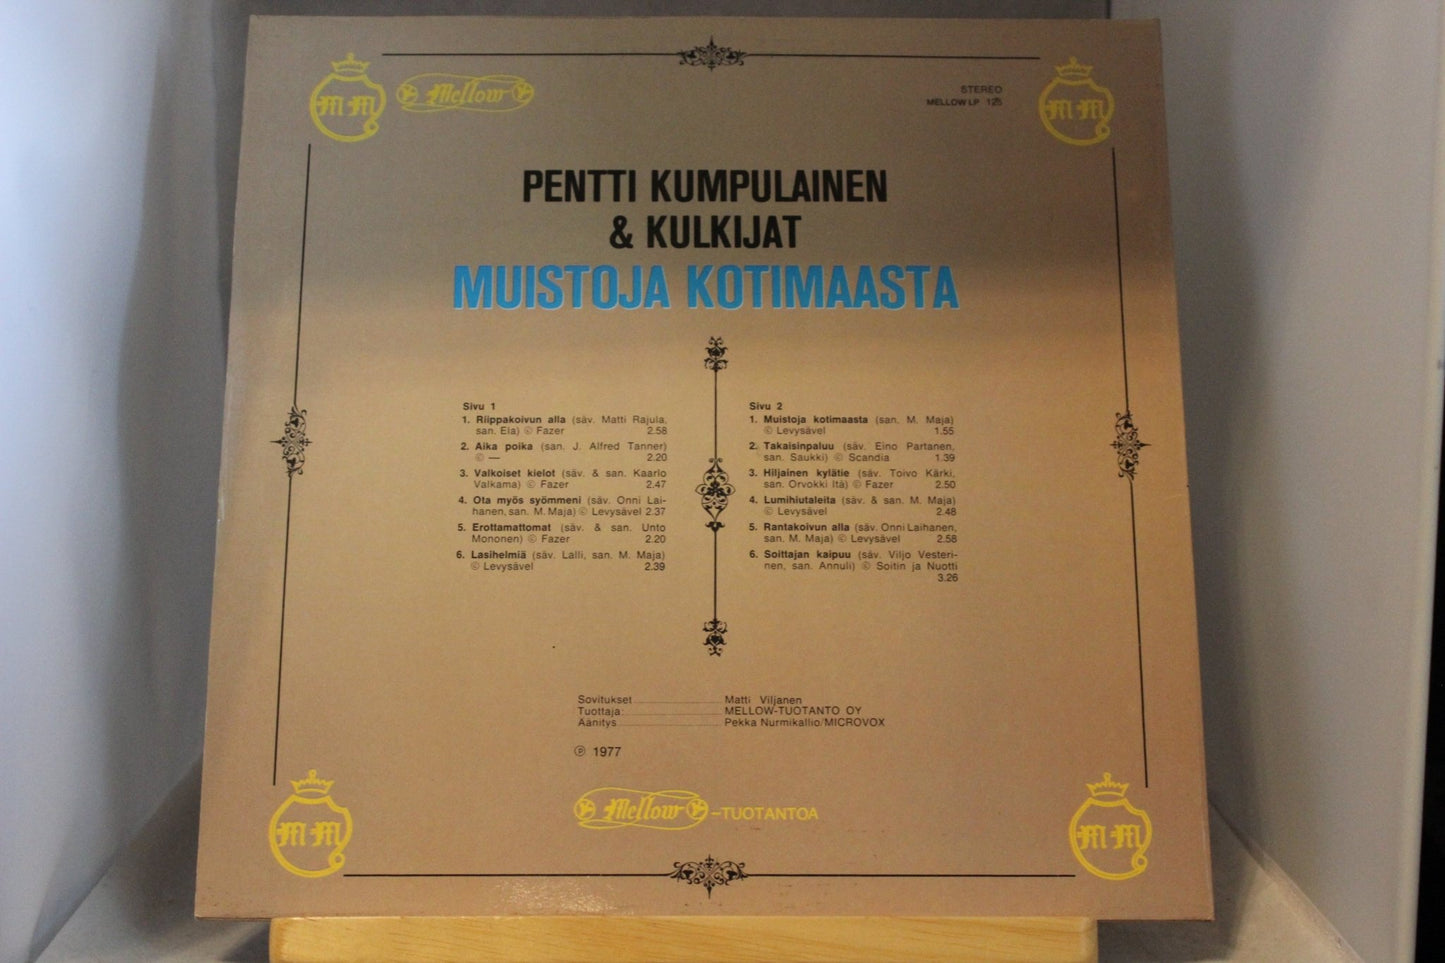 M M
Mellow
STEREO
MELLOW LP
M M
PENTTI KUMPULAINEN
& KULKIJAT
MUISTOJA KOTIMAASTA
Sivu 1
1. Riippakoivun alla (säv. Matti Rajula,
san. Eia) © Fazer 2.58
2. Aika poika (san. J. Alfred Tanner)
© — 2.20
3. Valkoiset kielot (säv. & san. Kaarlo
Valkama) © Fazer 2.47
4. Ota myös syömmeni (säv. Onni Lai-
hanen, san. M. Maja) © Levysävel 2.37
5. Erottamattomat (säv. & san. Unto
Mononen) © Fazer 2.20
6. Lasihelmiä (säv. Lalli, san. M. Maja)
© Levysävel 2.39
Sivu 2
1. Muistoja kotimaasta (san. M. Maja)
© Levysävel 1.55
2. Takaisinpaluu (säv. Eino Partanen,
san. Saukki) © Scandia 1.39
3. Hiljainen kylätie (säv. Toivo Kärki,
san. Orvokki Itä) © Fazer 2.50
4. Lumihiutaleita (säv. & san. M. Maja)
© Levysävel 2.48
5. Rantakoivun alla (säv. Onni Laihanen,
san. M. Maja) © Levysävel 2.58
6. Soittajan kaipuu (säv. Viljo Vesteri-
nen, san. Annuli) © Soitin ja Nuotti
3.26
Sovitukset Matti Viljanen
Tuottaja: MELLOW-TUOTANTO OY
Äänitys Pekka Nurmikallio/MICROVOX
℗ 1977
M M
Mellow -TUOTANTOA
M M